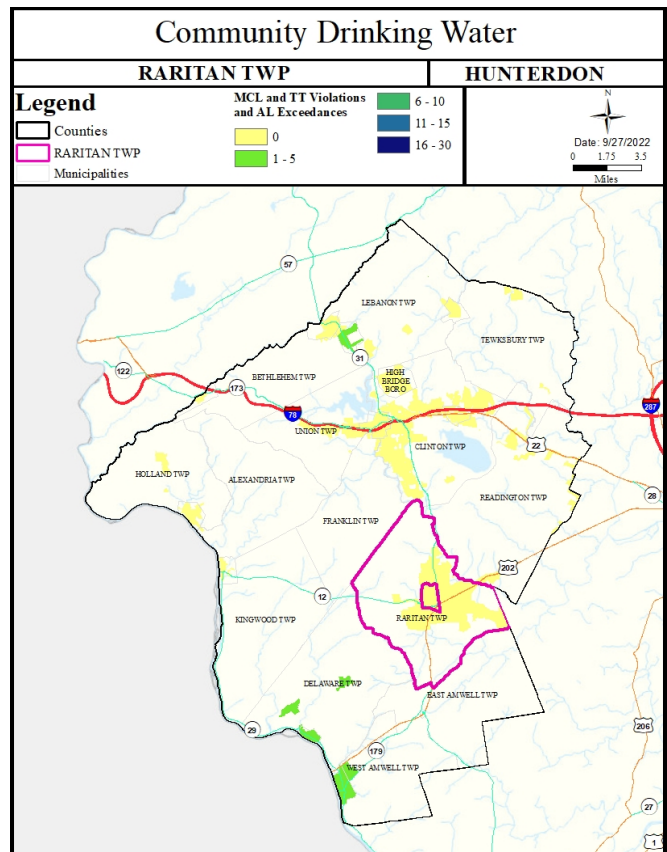 Community Drinking Water
RARITAN TWP
HUNTERDON
Legend
Counties
RARITAN TWP
Municipalities
MCL and TT Violations
and AL Exceedances
0
1 - 5
6 - 10
11 - 15
16 - 30
N
Date: 9/27/2022
0 1.75 3.5
Miles
57
LEBANON TWP
TEWKSBURY TWP
31
122
BETHLEHEM TWP
HIGH
BRIDGE
BORO
173
78
287
UNION TWP
CLINTON TWP
22
HOLLAND TWP
ALEXANDRIA TWP
READINGTON TWP
28
FRANKLIN TWP
202
12
KINGWOOD TWP
RARITAN TWP
DELAWARE TWP
EAST AMWELL TWP
29
206
179
WEST AMWELL TWP
27
1